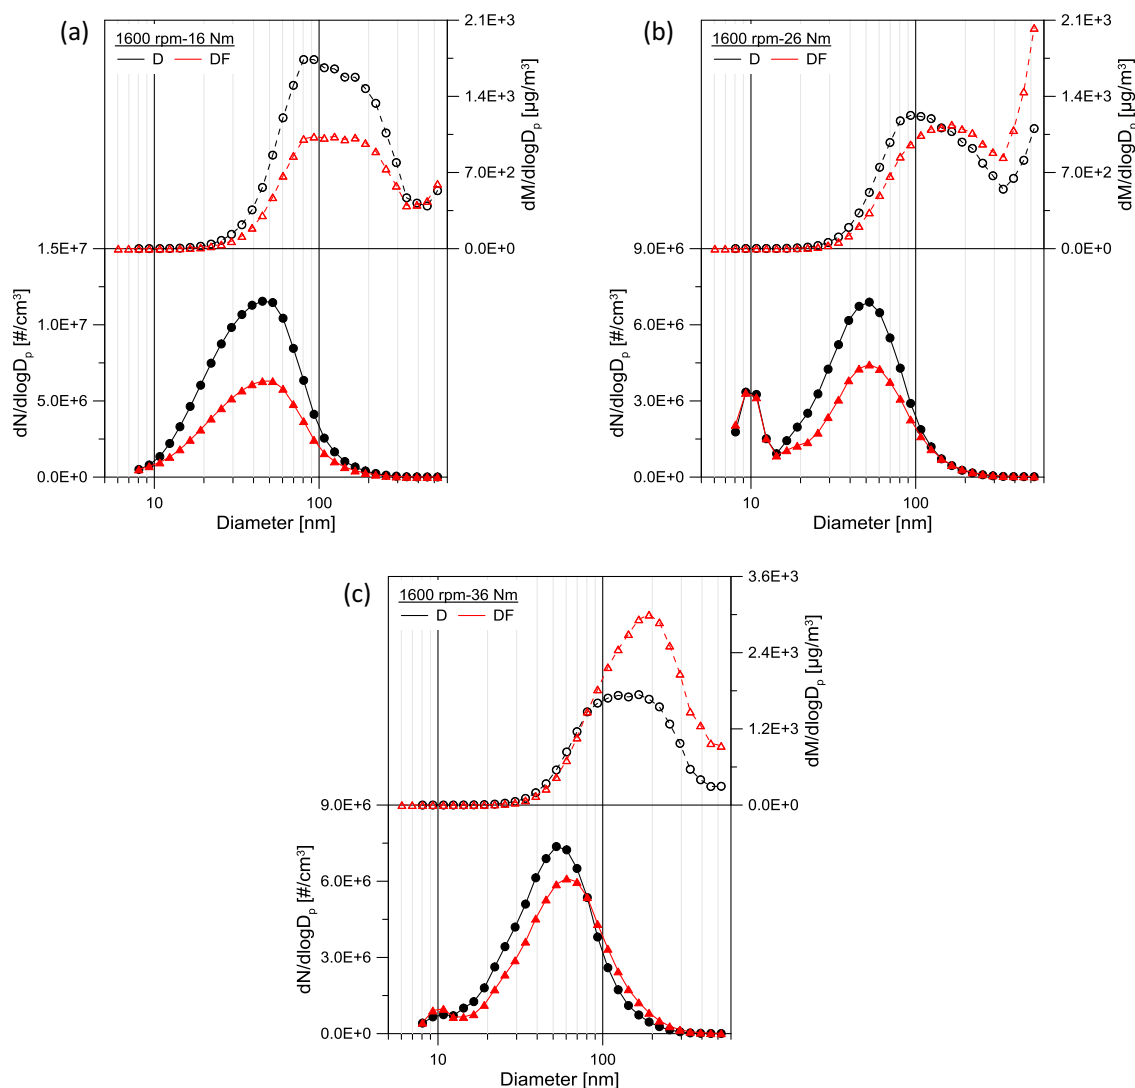 (a)
1600 rpm-16 Nm
D DF
2.1E+3
1.4E+3
7.0E+2
0.0E+0
dM/dlogDp [µg/m³]
1.5E+7
1.0E+7
5.0E+6
0.0E+0
dN/dlogDp [#/cm³]
10 100
Diameter [nm]
(b)
1600 rpm-26 Nm
D DF
2.1E+3
1.4E+3
7.0E+2
0.0E+0
dM/dlogDp [µg/m³]
9.0E+6
6.0E+6
3.0E+6
0.0E+0
dN/dlogDp [#/cm³]
10 100
Diameter [nm]
(c)
1600 rpm-36 Nm
D DF
3.6E+3
2.4E+3
1.2E+3
0.0E+0
dM/dlogDp [µg/m³]
9.0E+6
6.0E+6
3.0E+6
0.0E+0
dN/dlogDp [#/cm³]
10 100
Diameter [nm]